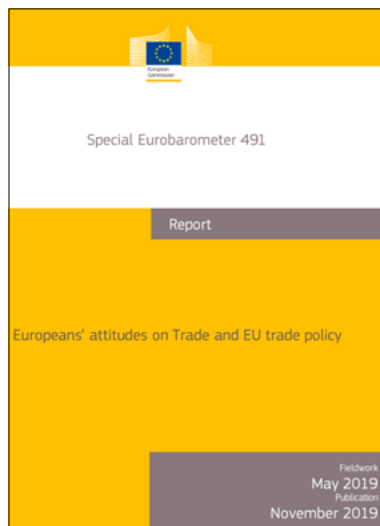 European
Commission
Special Eurobarometer 491
Report
Europeans' attitudes on Trade and EU trade policy
Fieldwork
May 2019
Publication
November 2019